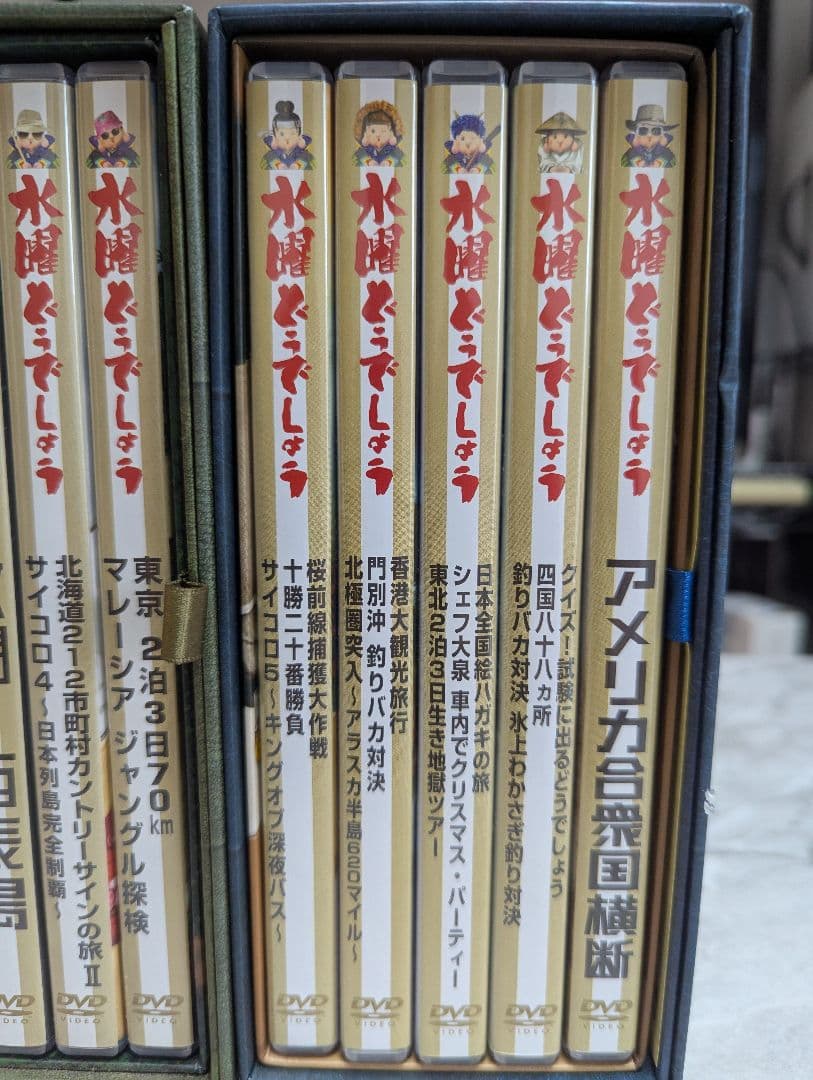 水曜どうでしょう
北海道212市町村カントリーサインの旅Ⅱ
サイコロ4～日本列島完全制覇～
DVD
VIDEO
水曜どうでしょう
東京 2泊3日70km
マレーシア ジャングル探検
DVD
VIDEO
水曜どうでしょう
桜前線捕獲大作戦
十勝二十番勝負
サイコロ5～キングオブ深夜バス～
DVD
VIDEO
水曜どうでしょう
香港大観光旅行
門別沖 釣りバカ対決
北極圏突入～アラスカ半島620マイル～
DVD
VIDEO
水曜どうでしょう
日本全国絵ハガキの旅
シェフ大泉 車内でクリスマス・パーティー
東北2泊3日生き地獄ツアー
DVD
VIDEO
水曜どうでしょう
クイズ!試験に出るどうでしょう
四国八十八ヵ所
釣りバカ対決 氷上わかさぎ釣り対決
DVD
VIDEO
水曜どうでしょう
アメリカ合衆国横断
DVD
VIDEO
DVD
VIDEO